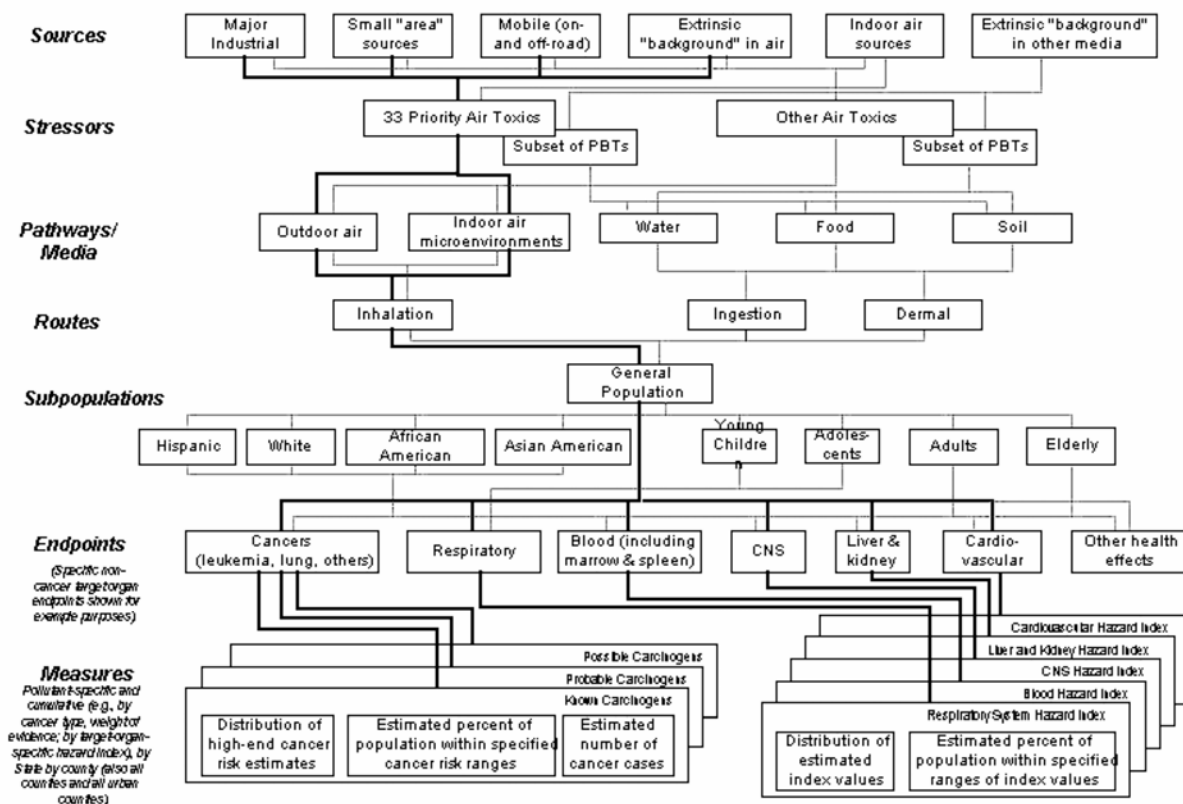 Sources
Major
Industrial
Small "area"
sources
Mobile (on-
and off-road)
Extrinsic
"background" in air
Indoor air
sources
Extrinsic "background"
in other media
Stressors
33 Priority Air Toxics
Other Air Toxics
Subset of PBTs
Subset of PBTs
Pathways/
Media
Outdoor air
Indoor air
microenvironments
Water
Food
Soil
Routes
Inhalation
Ingestion
Dermal
Subpopulations
General
Population
Hispanic
White
African
American
Asian American
Young
Childre
n
Adoles-
cents
Adults
Elderly
Endpoints
(Specific non-
cancer target organ
endpoints shown for
example purposes)
Cancers
(leukemia, lung, others)
Respiratory
Blood (including
marrow & spleen)
CNS
Liver &
kidney
Cardio-
vascular
Other health
effects
Measures
Pollutant-specific and
cumulative (e.g., by
cancer type, weight of
evidence; by target-organ-
specific hazard index), by
State by county (also all
counties and all urban
counties)
Possible Carcinogens
Probable Carcinogens
Known Carcinogens
Distribution of
high-end cancer
risk estimates
Estimated percent of
population within specified
cancer risk ranges
Estimated
number of
cancer cases
Cardiovascular Hazard Index
Liver and Kidney Hazard Index
CNS Hazard Index
Blood Hazard Index
Respiratory System Hazard Index
Distribution of
estimated
index values
Estimated percent of
population within specified
ranges of index values